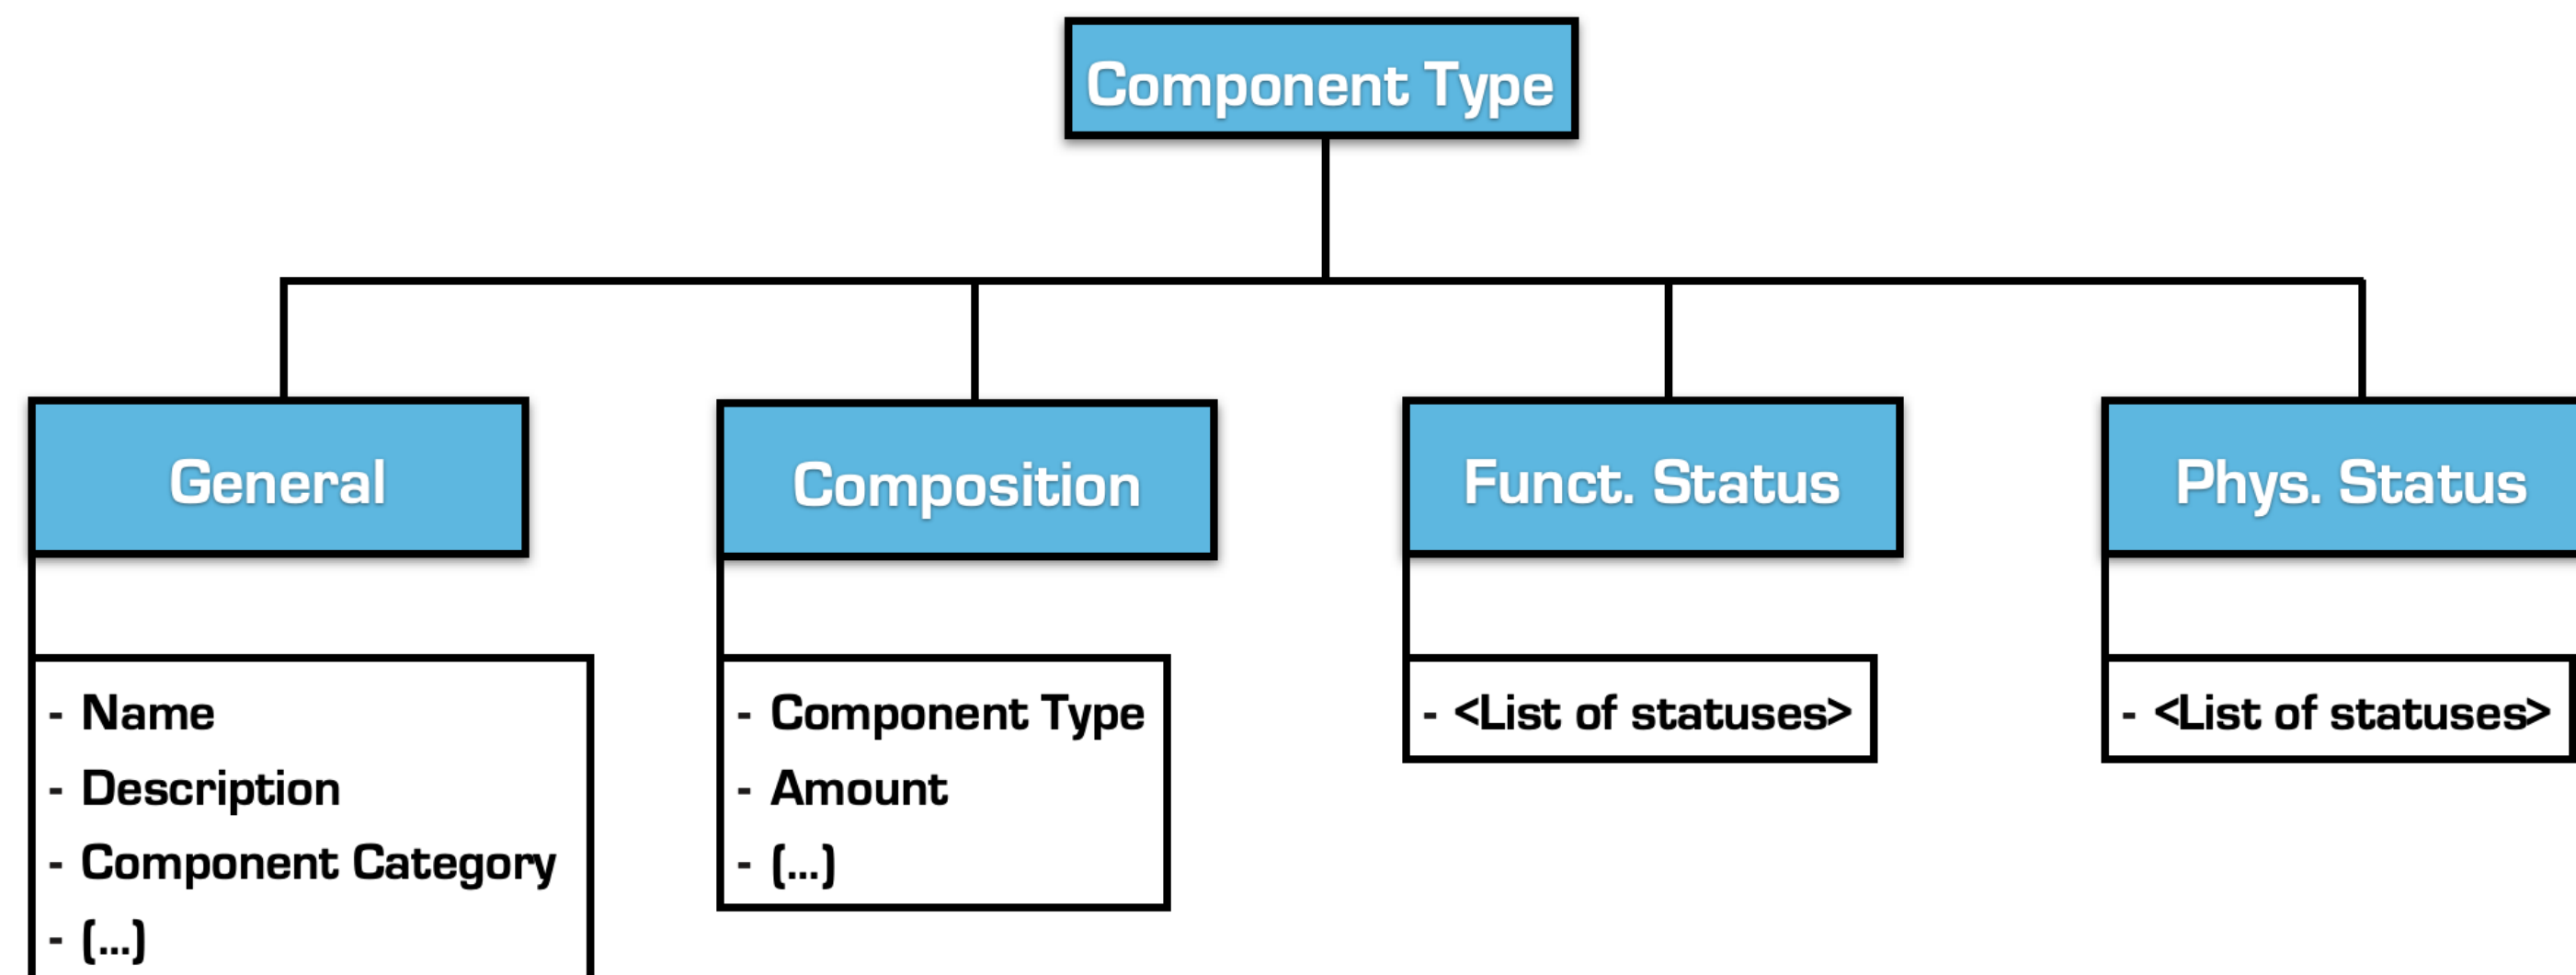 Component Type
General
Composition
Funct. Status
Phys. Status
- Name
- Description
- Component Category
- (...)
- Component Type
- Amount
- (...)
- <List of statuses>
- <List of statuses>